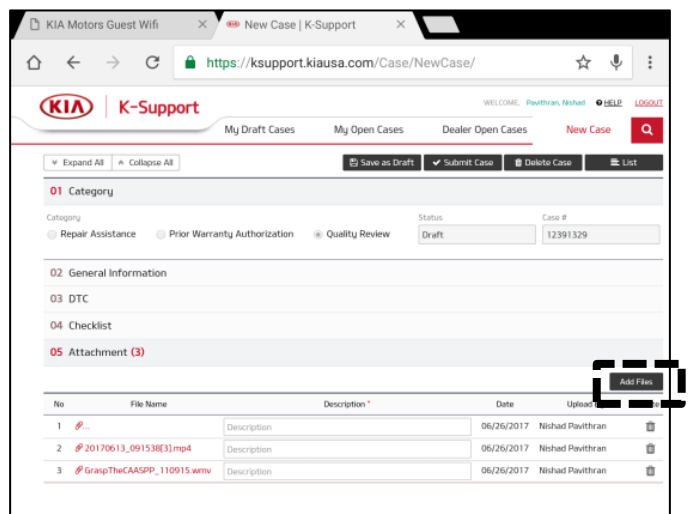 KIA Motors Guest Wifi
New Case | K-Support
https://ksupport.kiausa.com/Case/NewCase/
KIA K-Support
WELCOME, Pavithran, Nishad HELP LOGOUT
My Draft Cases My Open Cases Dealer Open Cases New Case
Expand All Collapse All Save as Draft Submit Case Delete Case List
01 Category
Category Status Case #
Repair Assistance Prior Warranty Authorization Quality Review Draft 12391329
02 General Information
03 DTC
04 Checklist
05 Attachment (3)
Add Files
No File Name Description * Date Upload
1 ... Description 06/26/2017 Nishad Pavithran
2 20170613_091538[3].mp4 Description 06/26/2017 Nishad Pavithran
3 GraspTheCAASPP_110915.wmv Description 06/26/2017 Nishad Pavithran